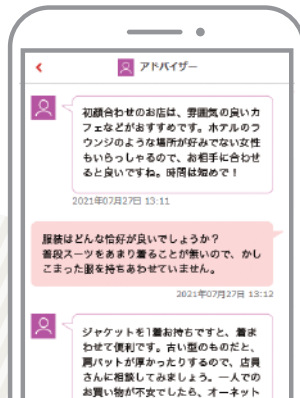 アドバイザー
初顔合わせのお店は、雰囲気の良いカ
フェなどがおすすめです。ホテルのラ
ウンジのような場所が好みでない女性
もいらっしゃるので、お相手に合わせ
ると良いですね。時間は短めで！
2021年07月27日 13:11
服装はどんな恰好が良いでしょうか？
普段スーツをあまり着ることが無いので、かし
こまった服を持ちあわせていません。
2021年07月27日 13:12
ジャケットを1着お持ちですと、着ま
わせて便利です。古い型のものだと、
肩パットが厚かったりするので、店員
さんに相談してみましょう。一人での
お買い物が不安でしたら、オーネット